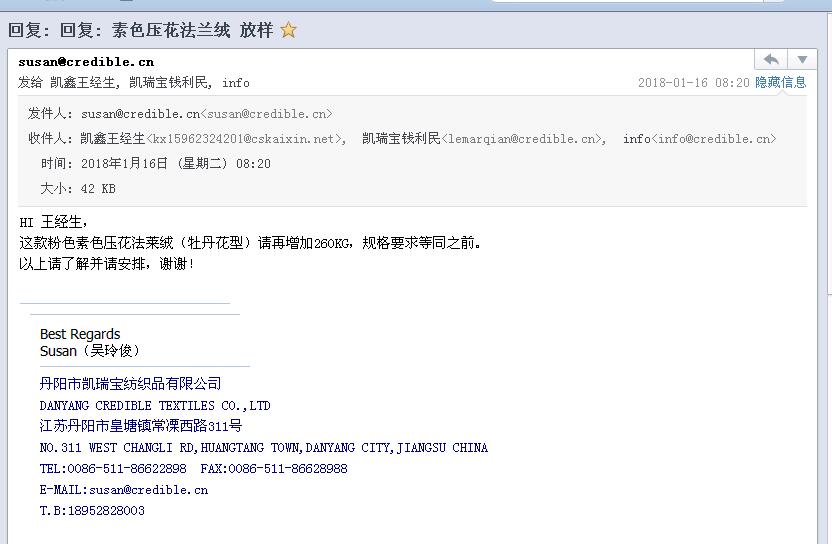 回复: 回复: 素色压花法兰绒 放样
susan@credible.cn
发给 凯鑫王经生, 凯瑞宝钱利民, info
2018-01-16 08:20 隐藏信息
发件人: susan@credible.cn<susan@credible.cn>
收件人: 凯鑫王经生<kx15962324201@cskaixin.net>, 凯瑞宝钱利民<lemarqian@credible.cn>, info<info@credible.cn>
时间: 2018年1月16日 (星期二) 08:20
大小: 42 KB
HI 王经生,
这款粉色素色压花法莱绒（牡丹花型）请再增加260KG, 规格要求等同之前。
以上请了解并请安排, 谢谢!
Best Regards
Susan（吴玲俊）
丹阳市凯瑞宝纺织品有限公司
DANYANG CREDIBLE TEXTILES CO.,LTD
江苏丹阳市皇塘镇常溧西路311号
NO.311 WEST CHANGLI RD,HUANGTANG TOWN,DANYANG CITY,JIANGSU CHINA
TEL:0086-511-86622898 FAX:0086-511-86628988
E-MAIL:susan@credible.cn
T.B:18952828003